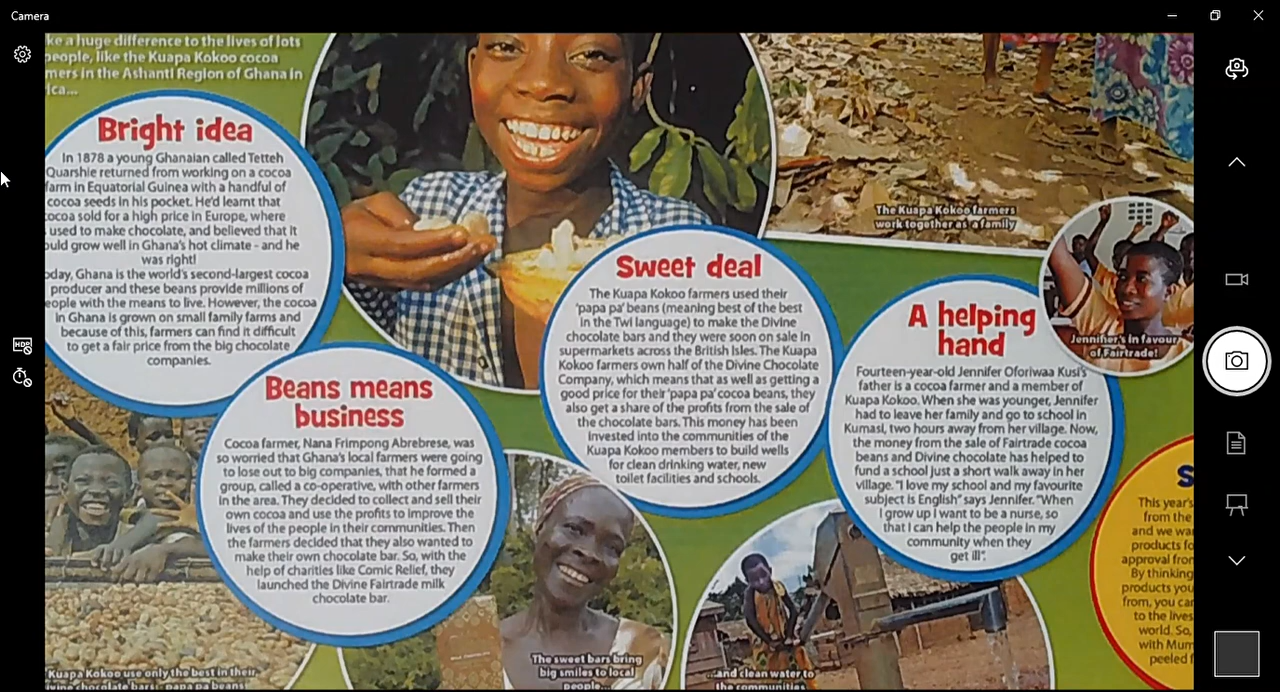 Camera
ke a huge difference to the lives of lots
people, like the Kuapa Kokoo cocoa
mers in the Ashanti Region of Ghana in
ica...
Bright idea
In 1878 a young Ghanaian called Tetteh
Quarshie returned from working on a cocoa
farm in Equatorial Guinea with a handful of
cocoa seeds in his pocket. He'd learnt that
cocoa sold for a high price in Europe, where
used to make chocolate, and believed that it
ould grow well in Ghana's hot climate - and he
was right!
oday, Ghana is the world's second-largest cocoa
producer and these beans provide millions of
eople with the means to live. However, the cocoa
in Ghana is grown on small family farms and
because of this, farmers can find it difficult
to get a fair price from the big chocolate
companies.
Beans means
business
Cocoa farmer, Nana Frimpong Abrebrese, was
so worried that Ghana's local farmers were going
to lose out to big companies, that he formed a
group, called a co-operative, with other farmers
in the area. They decided to collect and sell their
own cocoa and use the profits to improve the
lives of the people in their communities. Then
the farmers decided that they also wanted to
make their own chocolate bar. So, with the
help of charities like Comic Relief, they
launched the Divine Fairtrade milk
chocolate bar.
Sweet deal
The Kuapa Kokoo farmers used their
'papa pa' beans (meaning best of the best
in the Twi language) to make the Divine
chocolate bars and they were soon on sale in
supermarkets across the British Isles. The Kuapa
Kokoo farmers own half of the Divine Chocolate
Company, which means that as well as getting a
good price for their 'papa pa' cocoa beans, they
also get a share of the profits from the sale of
the chocolate bars. This money has been
invested into the communities of the
Kuapa Kokoo members to build wells
for clean drinking water, new
toilet facilities and schools.
The Kuapa Kokoo farmers
work together as a family
A helping
hand
Fourteen-year-old Jennifer Oforiwaa Kusi's
father is a cocoa farmer and a member of
Kuapa Kokoo. When she was younger, Jennifer
had to leave her family and go to school in
Kumasi, two hours away from her village. Now,
the money from the sale of Fairtrade cocoa
beans and Divine chocolate has helped to
fund a school just a short walk away in her
village. "I love my school and my favourite
subject is English" says Jennifer. "When
I grow up I want to be a nurse, so
that I can help the people in my
community when they
get ill".
Jennifer's in favour
of Fairtrade!
S
This year's
from the
and we wa
products fo
approval from
By thinking
products you
from, you can
to the lives
world. So,
with Mum
peeled f
Kuapa Kokoo use only the best in their
ivine chocolate bars - papa pa beans!
The sweet bars bring
big smiles to local
people...
...and clean water to
the communities
HDR